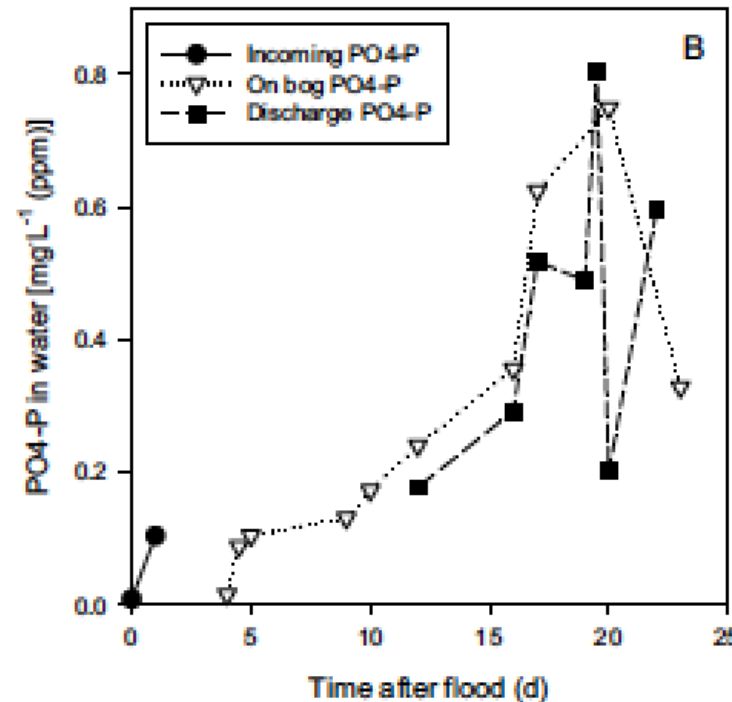 B
Incoming PO4-P
On bog PO4-P
Discharge PO4-P
PO4-P in water [mg·L-1 (ppm)]
0.8
0.6
0.4
0.2
0.0
0 5 10 15 20 25
Time after flood (d)